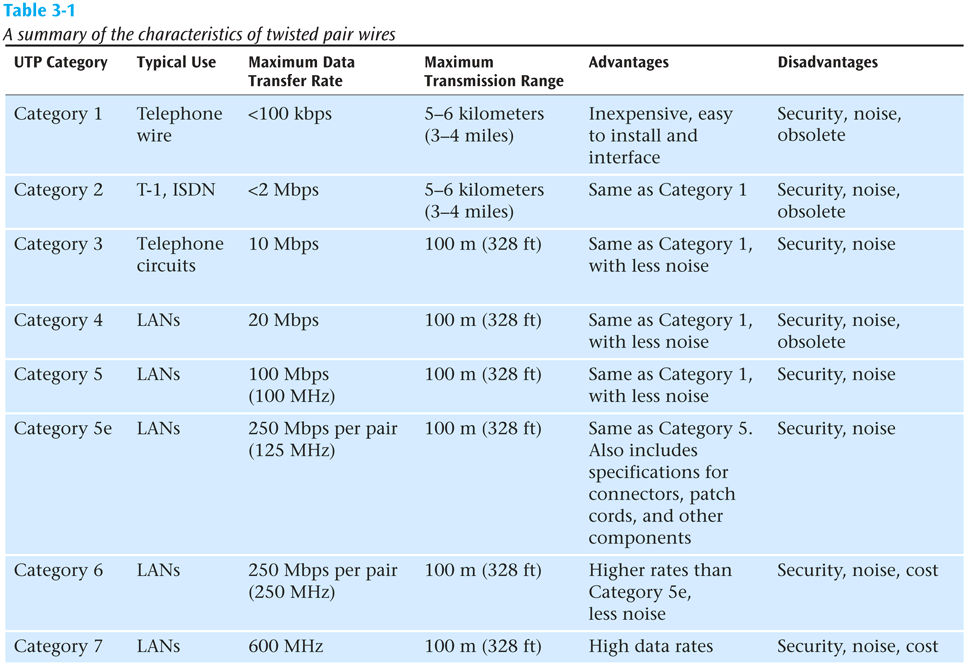 Table 3-1
A summary of the characteristics of twisted pair wires
UTP Category Typical Use Maximum Data Transfer Rate Maximum Transmission Range Advantages Disadvantages
Category 1 Telephone wire <100 kbps 5–6 kilometers (3–4 miles) Inexpensive, easy to install and interface Security, noise, obsolete
Category 2 T-1, ISDN <2 Mbps 5–6 kilometers (3–4 miles) Same as Category 1 Security, noise, obsolete
Category 3 Telephone circuits 10 Mbps 100 m (328 ft) Same as Category 1, with less noise Security, noise
Category 4 LANs 20 Mbps 100 m (328 ft) Same as Category 1, with less noise Security, noise, obsolete
Category 5 LANs 100 Mbps (100 MHz) 100 m (328 ft) Same as Category 1, with less noise Security, noise
Category 5e LANs 250 Mbps per pair (125 MHz) 100 m (328 ft) Same as Category 5. Also includes specifications for connectors, patch cords, and other components Security, noise
Category 6 LANs 250 Mbps per pair (250 MHz) 100 m (328 ft) Higher rates than Category 5e, less noise Security, noise, cost
Category 7 LANs 600 MHz 100 m (328 ft) High data rates Security, noise, cost